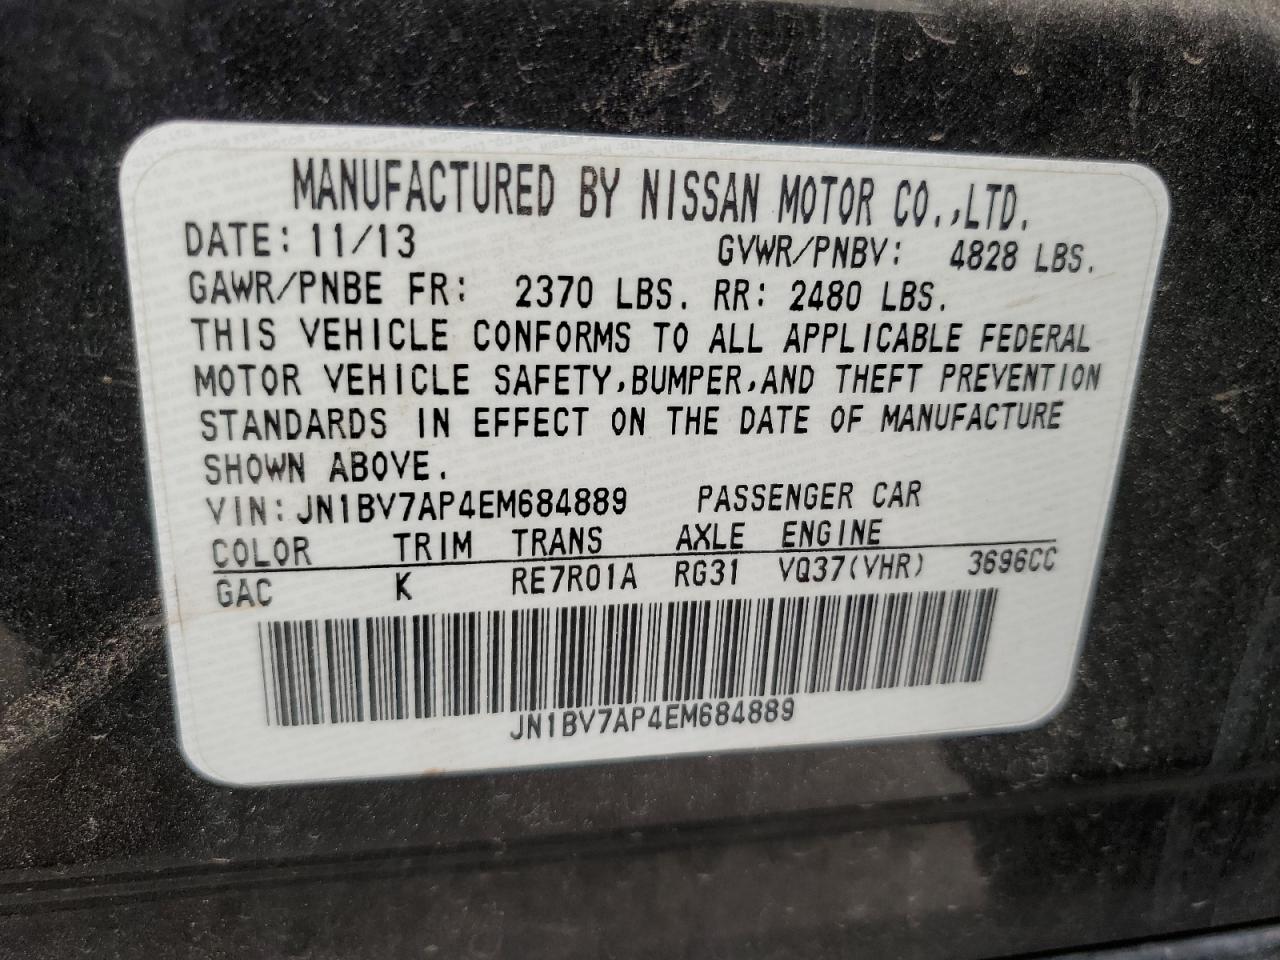 MANUFACTURED BY NISSAN MOTOR CO.,LTD.
DATE: 11/13 GVWR/PNBV: 4828 LBS.
GAWR/PNBE FR: 2370 LBS. RR: 2480 LBS.
THIS VEHICLE CONFORMS TO ALL APPLICABLE FEDERAL
MOTOR VEHICLE SAFETY,BUMPER,AND THEFT PREVENTION
STANDARDS IN EFFECT ON THE DATE OF MANUFACTURE
SHOWN ABOVE.
VIN: JN1BV7AP4EM684889 PASSENGER CAR
COLOR TRIM TRANS AXLE ENGINE
GAC K RE7R01A RG31 VQ37(VHR) 3696CC
JN1BV7AP4EM684889